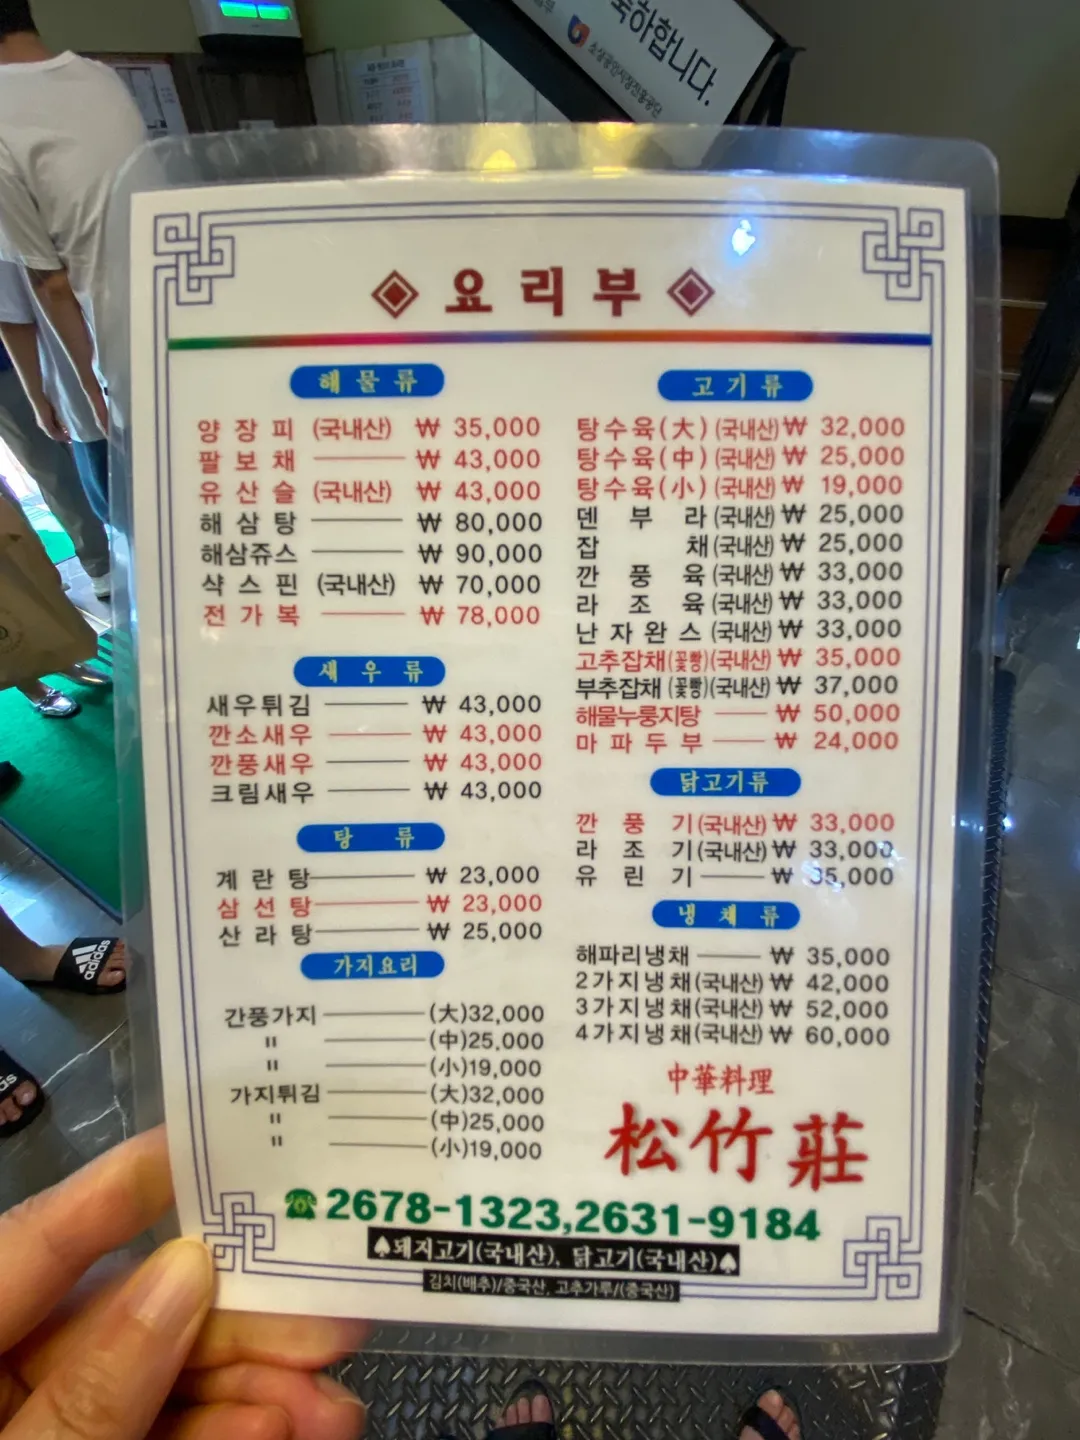 축하합니다.
소상공인시장진흥공단
요리부
해물류
양장피 (국내산) ₩ 35,000
팔보채 ₩ 43,000
유산슬 (국내산) ₩ 43,000
해삼탕 ₩ 80,000
해삼쥬스 ₩ 90,000
샥스핀 (국내산) ₩ 70,000
전가복 ₩ 78,000
새우류
새우튀김 ₩ 43,000
깐소새우 ₩ 43,000
깐풍새우 ₩ 43,000
크림새우 ₩ 43,000
탕류
계란탕 ₩ 23,000
삼선탕 ₩ 23,000
산라탕 ₩ 25,000
가지요리
간풍가지 (大)32,000
〃 (中)25,000
〃 (小)19,000
가지튀김 (大)32,000
〃 (中)25,000
〃 (小)19,000
고기류
탕수육(大)(국내산) ₩ 32,000
탕수육(中)(국내산) ₩ 25,000
탕수육(小)(국내산) ₩ 19,000
덴부라(국내산) ₩ 25,000
잡채(국내산) ₩ 25,000
깐풍육(국내산) ₩ 33,000
라조육(국내산) ₩ 33,000
난자완스(국내산) ₩ 33,000
고추잡채(꽃빵)(국내산) ₩ 35,000
부추잡채(꽃빵)(국내산) ₩ 37,000
해물누룽지탕 ₩ 50,000
마파두부 ₩ 24,000
닭고기류
깐풍기(국내산) ₩ 33,000
라조기(국내산) ₩ 33,000
유린기 ₩ 35,000
냉채류
해파리냉채 ₩ 35,000
2가지냉채(국내산) ₩ 42,000
3가지냉채(국내산) ₩ 52,000
4가지냉채(국내산) ₩ 60,000
中華料理
松竹莊
☎2678-1323,2631-9184
♠돼지고기(국내산), 닭고기(국내산)♠
김치(배추)/중국산, 고추가루/(중국산)
adidas